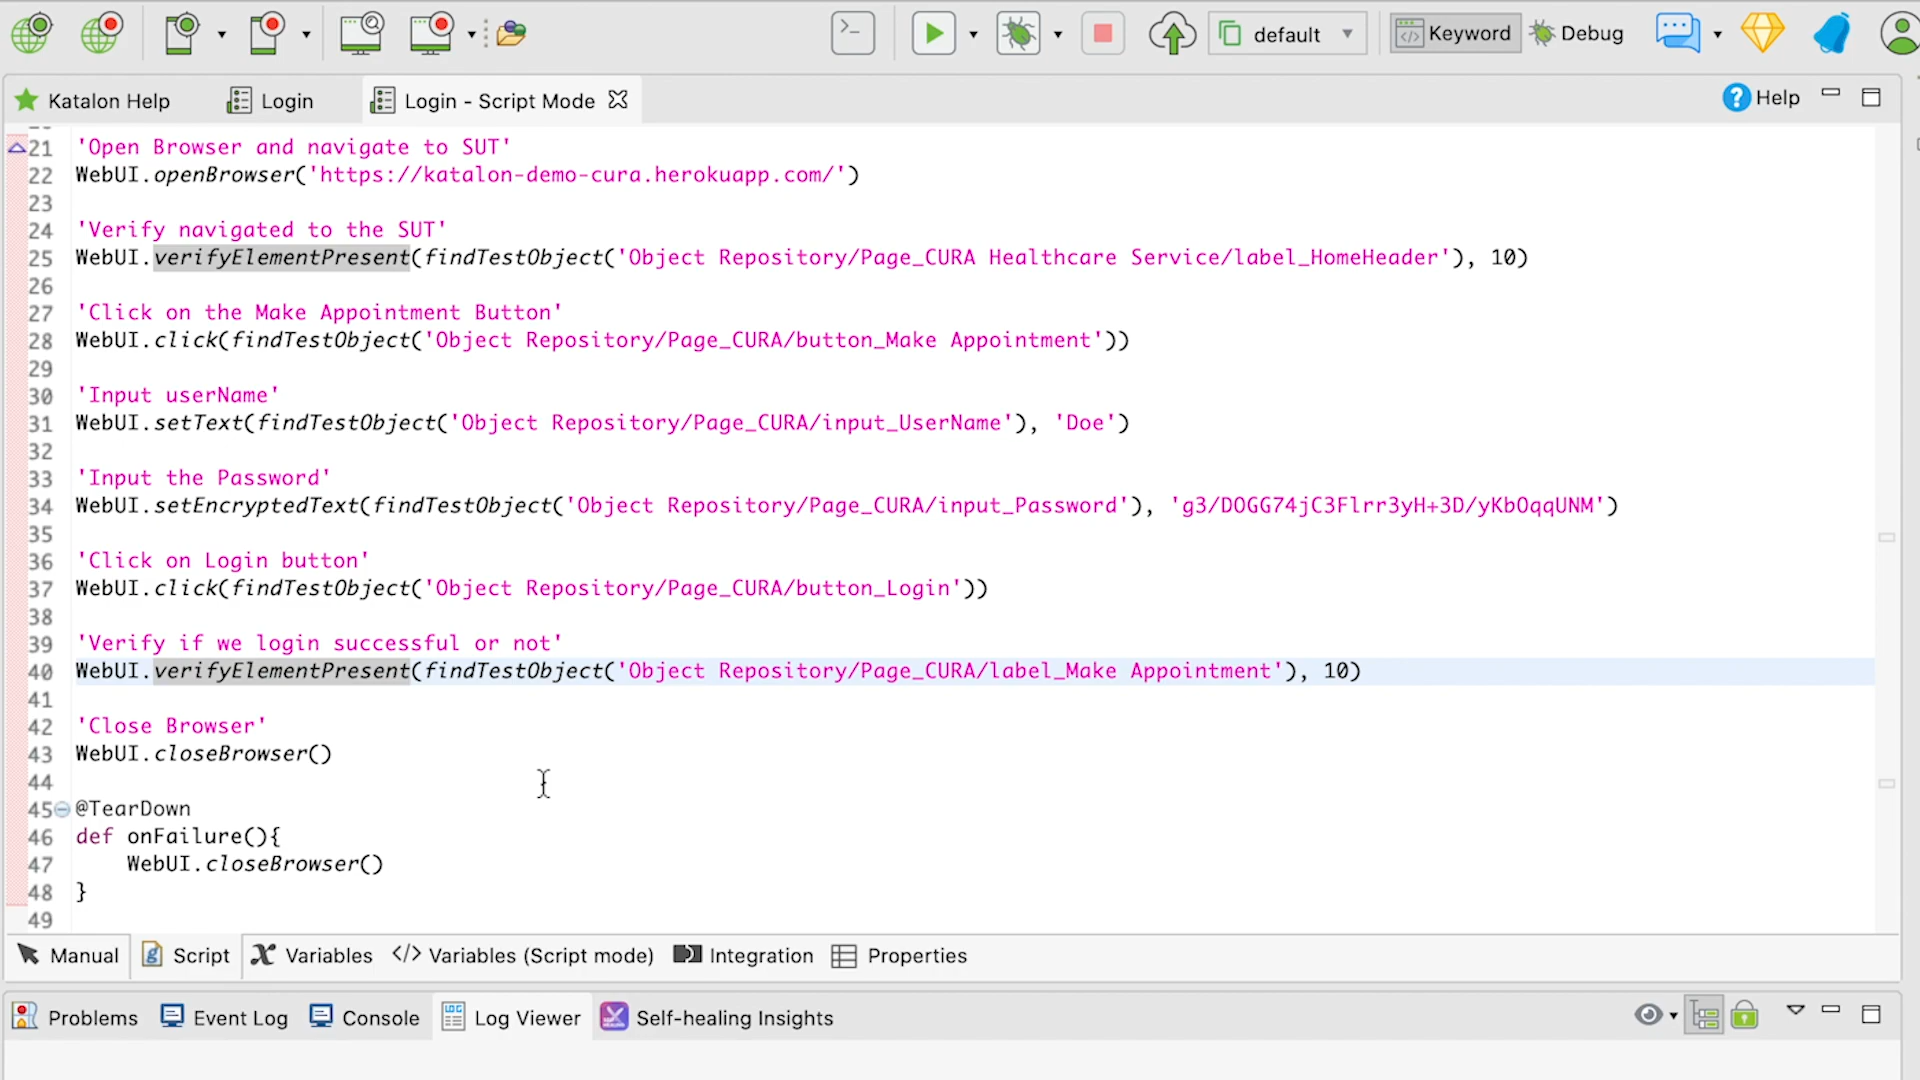 default
Keyword
Debug
Katalon Help
Login
Login - Script Mode
Help
21 'Open Browser and navigate to SUT'
22 WebUI.openBrowser('https://katalon-demo-cura.herokuapp.com/')
23
24 'Verify navigated to the SUT'
25 WebUI.verifyElementPresent(findTestObject('Object Repository/Page_CURA Healthcare Service/label_HomeHeader'), 10)
26
27 'Click on the Make Appointment Button'
28 WebUI.click(findTestObject('Object Repository/Page_CURA/button_Make Appointment'))
29
30 'Input userName'
31 WebUI.setText(findTestObject('Object Repository/Page_CURA/input_UserName'), 'Doe')
32
33 'Input the Password'
34 WebUI.setEncryptedText(findTestObject('Object Repository/Page_CURA/input_Password'), 'g3/DOGG74jC3Flrr3yH+3D/yKbOqqUNM')
35
36 'Click on Login button'
37 WebUI.click(findTestObject('Object Repository/Page_CURA/button_Login'))
38
39 'Verify if we login successful or not'
40 WebUI.verifyElementPresent(findTestObject('Object Repository/Page_CURA/label_Make Appointment'), 10)
41
42 'Close Browser'
43 WebUI.closeBrowser()
44
45 @TearDown
46 def onFailure(){
47 WebUI.closeBrowser()
48 }
49
Manual
Script
Variables
</> Variables (Script mode)
Integration
Properties
Problems
Event Log
Console
Log Viewer
Self-healing Insights